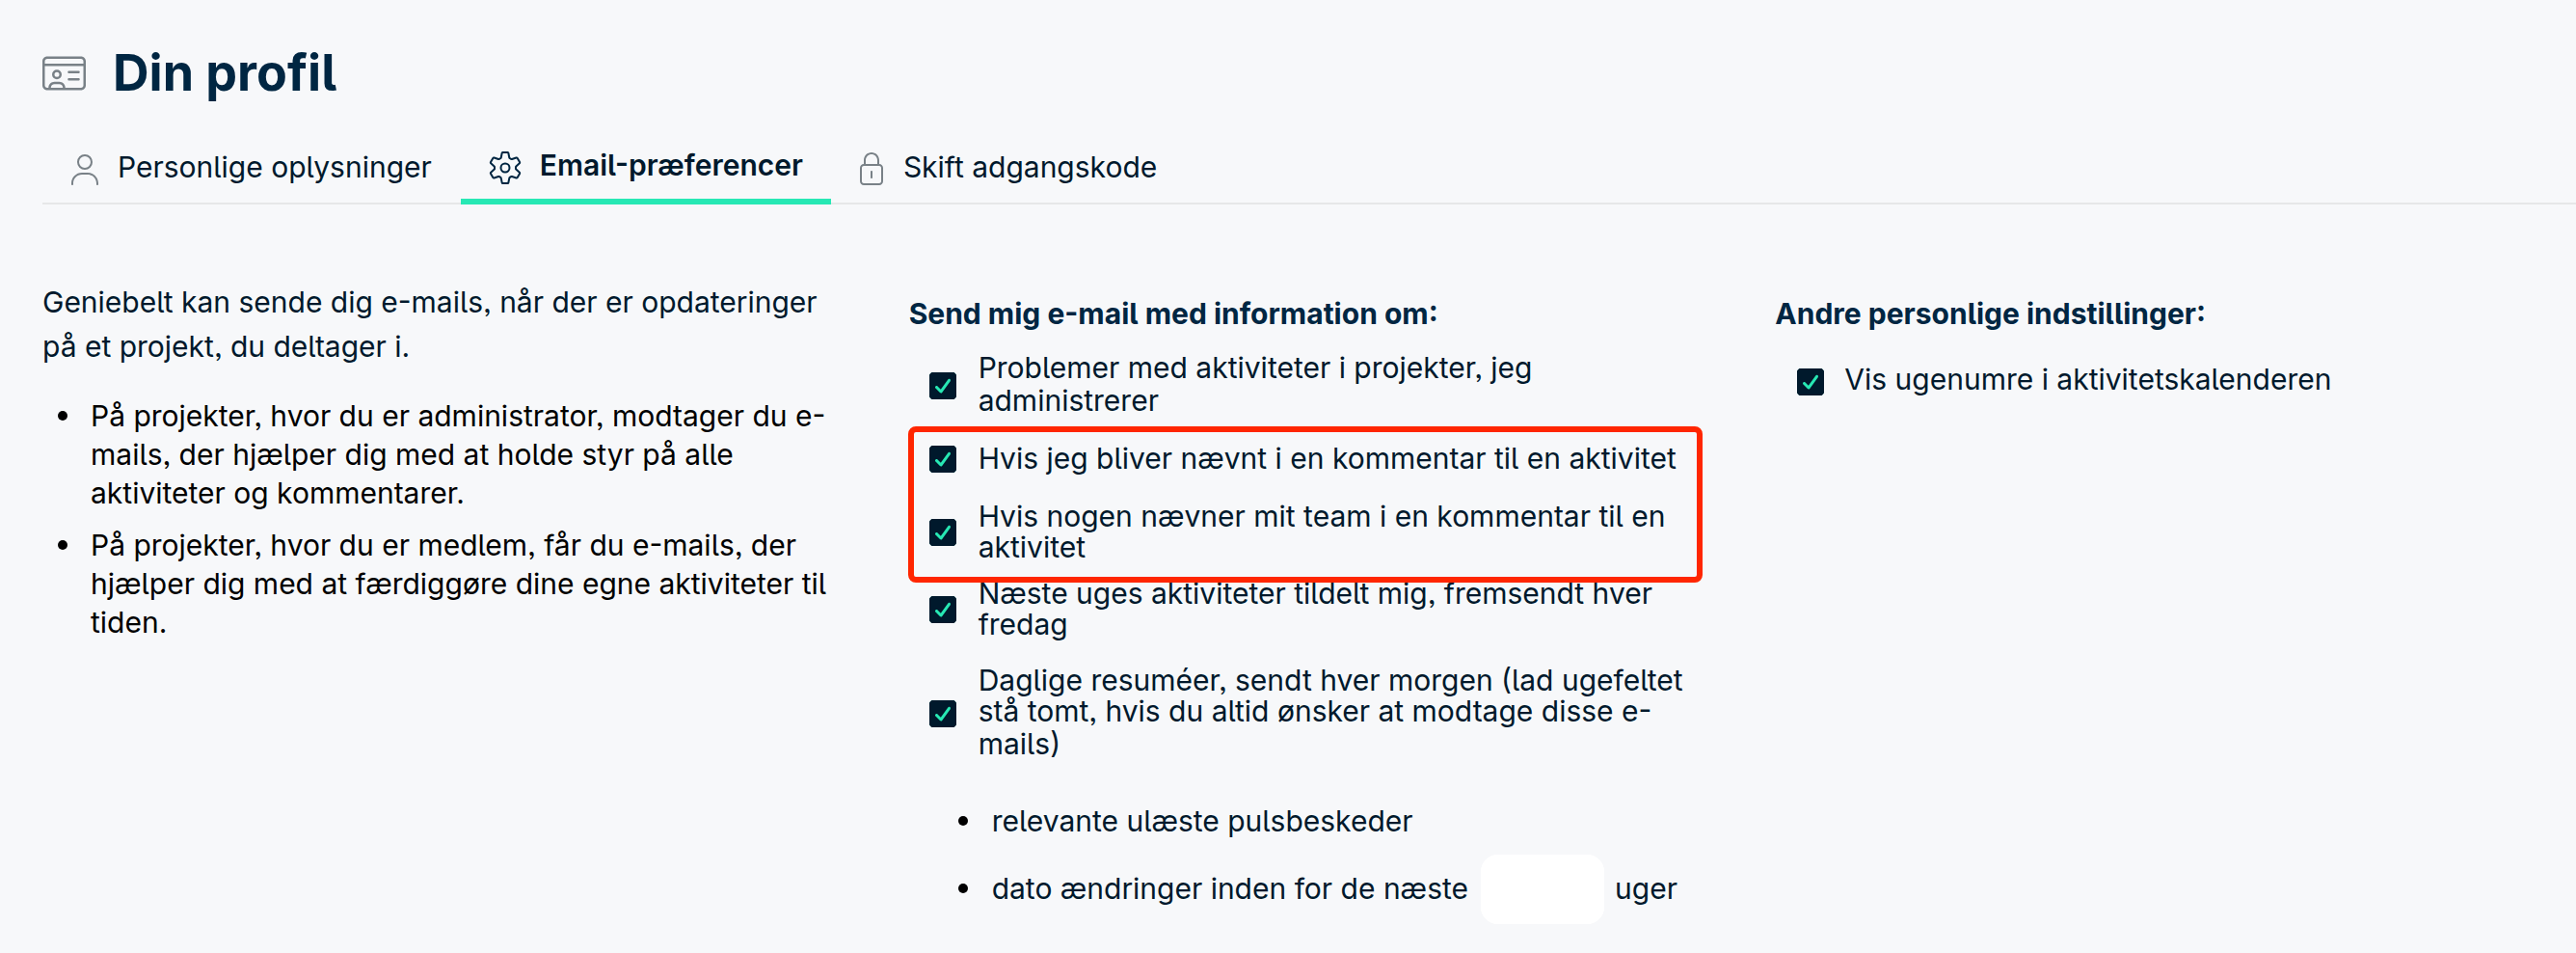 Din profil
Personlige oplysninger
Email-præferencer
Skift adgangskode
Geniebelt kan sende dig e-mails, når der er opdateringer
på et projekt, du deltager i.
• På projekter, hvor du er administrator, modtager du e-
mails, der hjælper dig med at holde styr på alle
aktiviteter og kommentarer.
• På projekter, hvor du er medlem, får du e-mails, der
hjælper dig med at færdiggøre dine egne aktiviteter til
tiden.
Send mig e-mail med information om:
Problemer med aktiviteter i projekter, jeg
administrerer
Hvis jeg bliver nævnt i en kommentar til en aktivitet
Hvis nogen nævner mit team i en kommentar til en
aktivitet
Næste uges aktiviteter tildelt mig, fremsendt hver
fredag
Daglige resuméer, sendt hver morgen (lad ugefeltet
stå tomt, hvis du altid ønsker at modtage disse e-
mails)
• relevante ulæste pulsbeskeder
• dato ændringer inden for de næste uger
Andre personlige indstillinger:
Vis ugenumre i aktivitetskalenderen